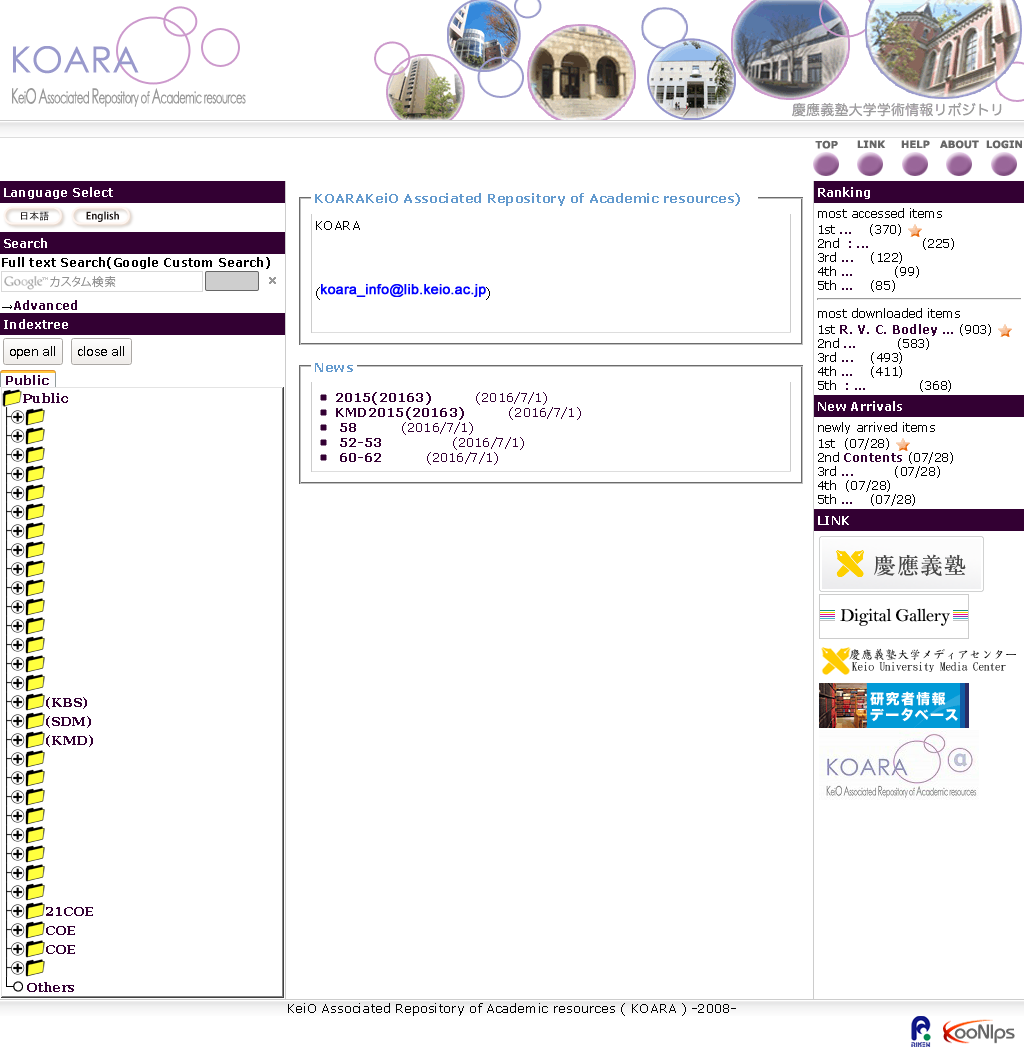 KOARA
KeiO Associated Repository of Academic resources
慶應義塾大学学術情報リポジトリ
TOP LINK HELP ABOUT LOGIN
Language Select
日本語 English
Search
Full text Search(Google Custom Search)
Google™カスタム検索 ×
→Advanced
Indextree
open all close all
Public
Public
(KBS)
(SDM)
(KMD)
21COE
COE
COE
Others
KOARAKeiO Associated Repository of Academic resources)
KOARA
(koara_info@lib.keio.ac.jp)
News
2015(20163) (2016/7/1)
KMD2015(20163) (2016/7/1)
58 (2016/7/1)
52-53 (2016/7/1)
60-62 (2016/7/1)
Ranking
most accessed items
1st ... (370)
2nd : ... (225)
3rd ... (122)
4th ... (99)
5th ... (85)
most downloaded items
1st R. V. C. Bodley ... (903)
2nd ... (583)
3rd ... (493)
4th ... (411)
5th : ... (368)
New Arrivals
newly arrived items
1st (07/28)
2nd Contents (07/28)
3rd ... (07/28)
4th (07/28)
5th ... (07/28)
LINK
慶應義塾
Digital Gallery
慶應義塾大学メディアセンター
Keio University Media Center
研究者情報
データベース
KOARA @
KeiO Associated Repository of Academic resources
KeiO Associated Repository of Academic resources ( KOARA ) -2008-
RIKEN
XooNIps